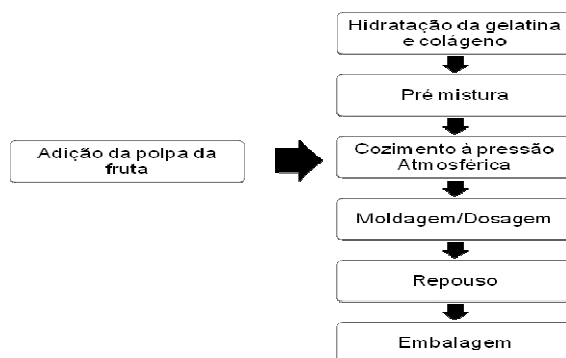 Hidratação da gelatina
e colágeno
Pré mistura
Adição da polpa da
fruta
Cozimento à pressão
Atmosférica
Moldagem/Dosagem
Repouso
Embalagem